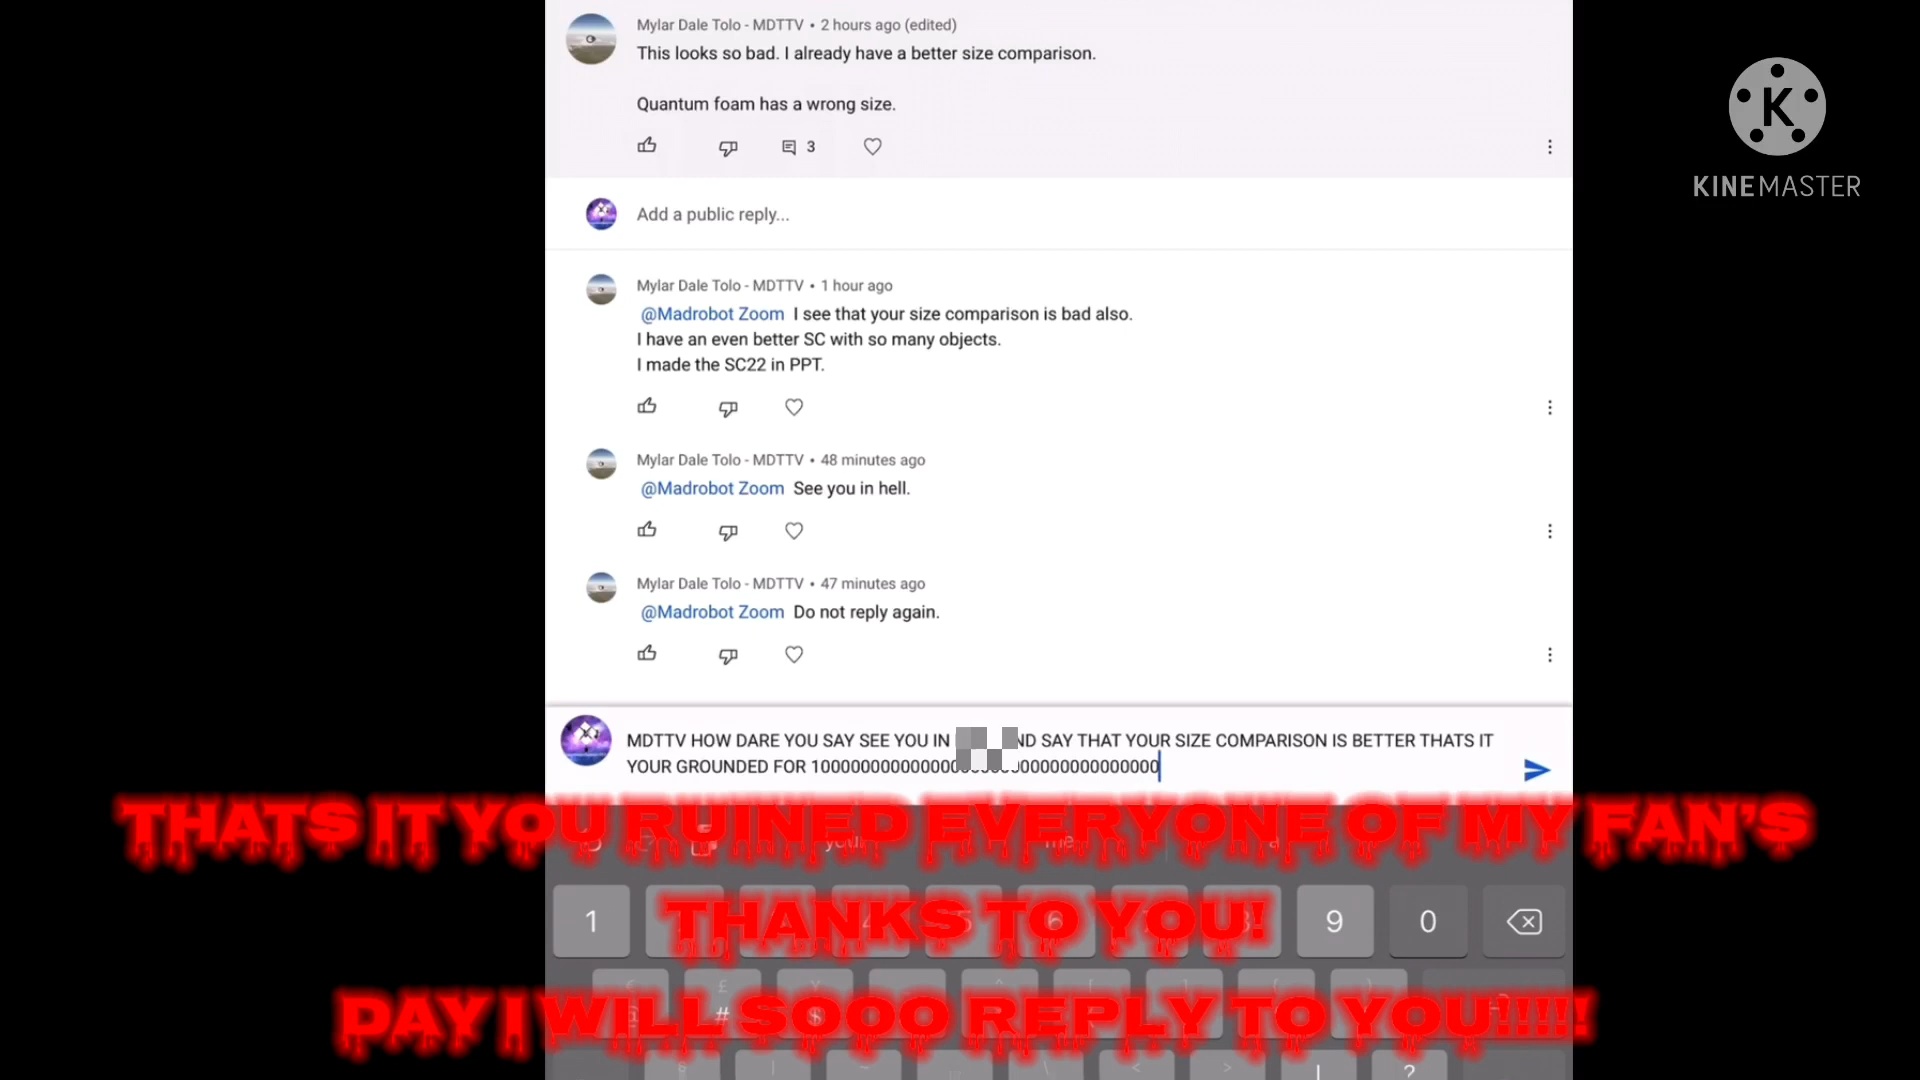 Mylar Dale Tolo - MDTTV • 2 hours ago (edited)
This looks so bad. I already have a better size comparison.
Quantum foam has a wrong size.
3
KINEMASTER
Add a public reply...
Mylar Dale Tolo - MDTTV • 1 hour ago
@Madrobot Zoom I see that your size comparison is bad also.
I have an even better SC with so many objects.
I made the SC22 in PPT.
Mylar Dale Tolo - MDTTV • 48 minutes ago
@Madrobot Zoom See you in hell.
Mylar Dale Tolo - MDTTV • 47 minutes ago
@Madrobot Zoom Do not reply again.
MDTTV HOW DARE YOU SAY SEE YOU IN ND SAY THAT YOUR SIZE COMPARISON IS BETTER THATS IT
YOUR GROUNDED FOR
THATS IT YOU RUINED EVERYONE OF MY FAN'S
THANKS TO YOU!
DAY I WILL SOOO REPLY TO YOU!!!!!
1 9 0
#
?